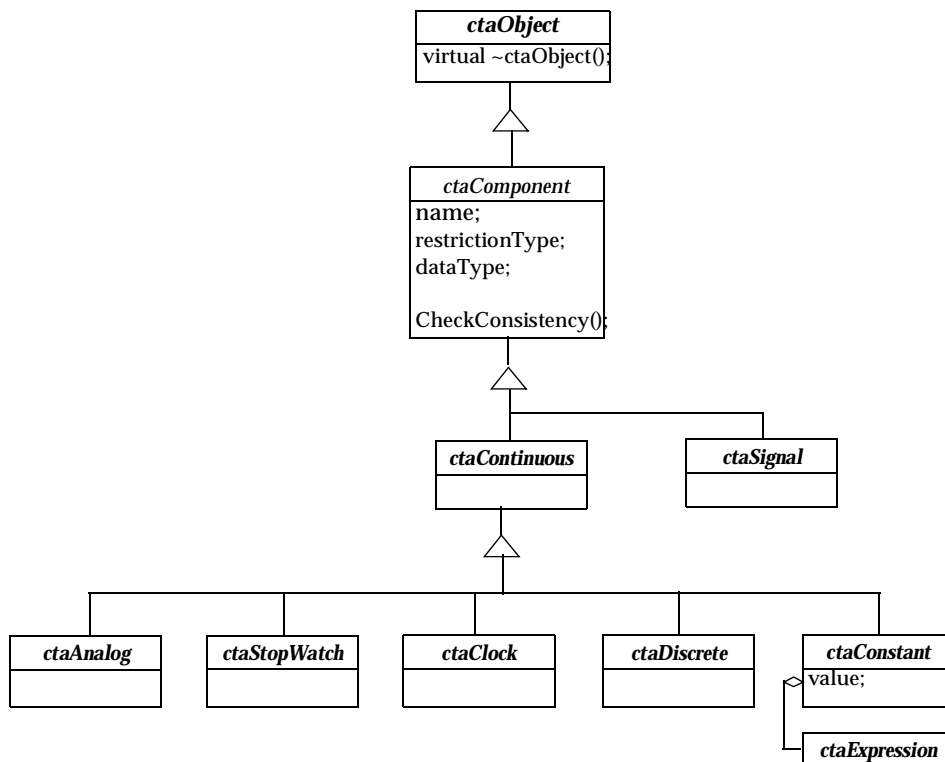 ctaObject
virtual ~ctaObject();
ctaComponent
name;
restrictionType;
dataType;
CheckConsistency();
ctaContinuous
ctaSignal
ctaAnalog
ctaStopWatch
ctaClock
ctaDiscrete
ctaConstant
value;
ctaExpression